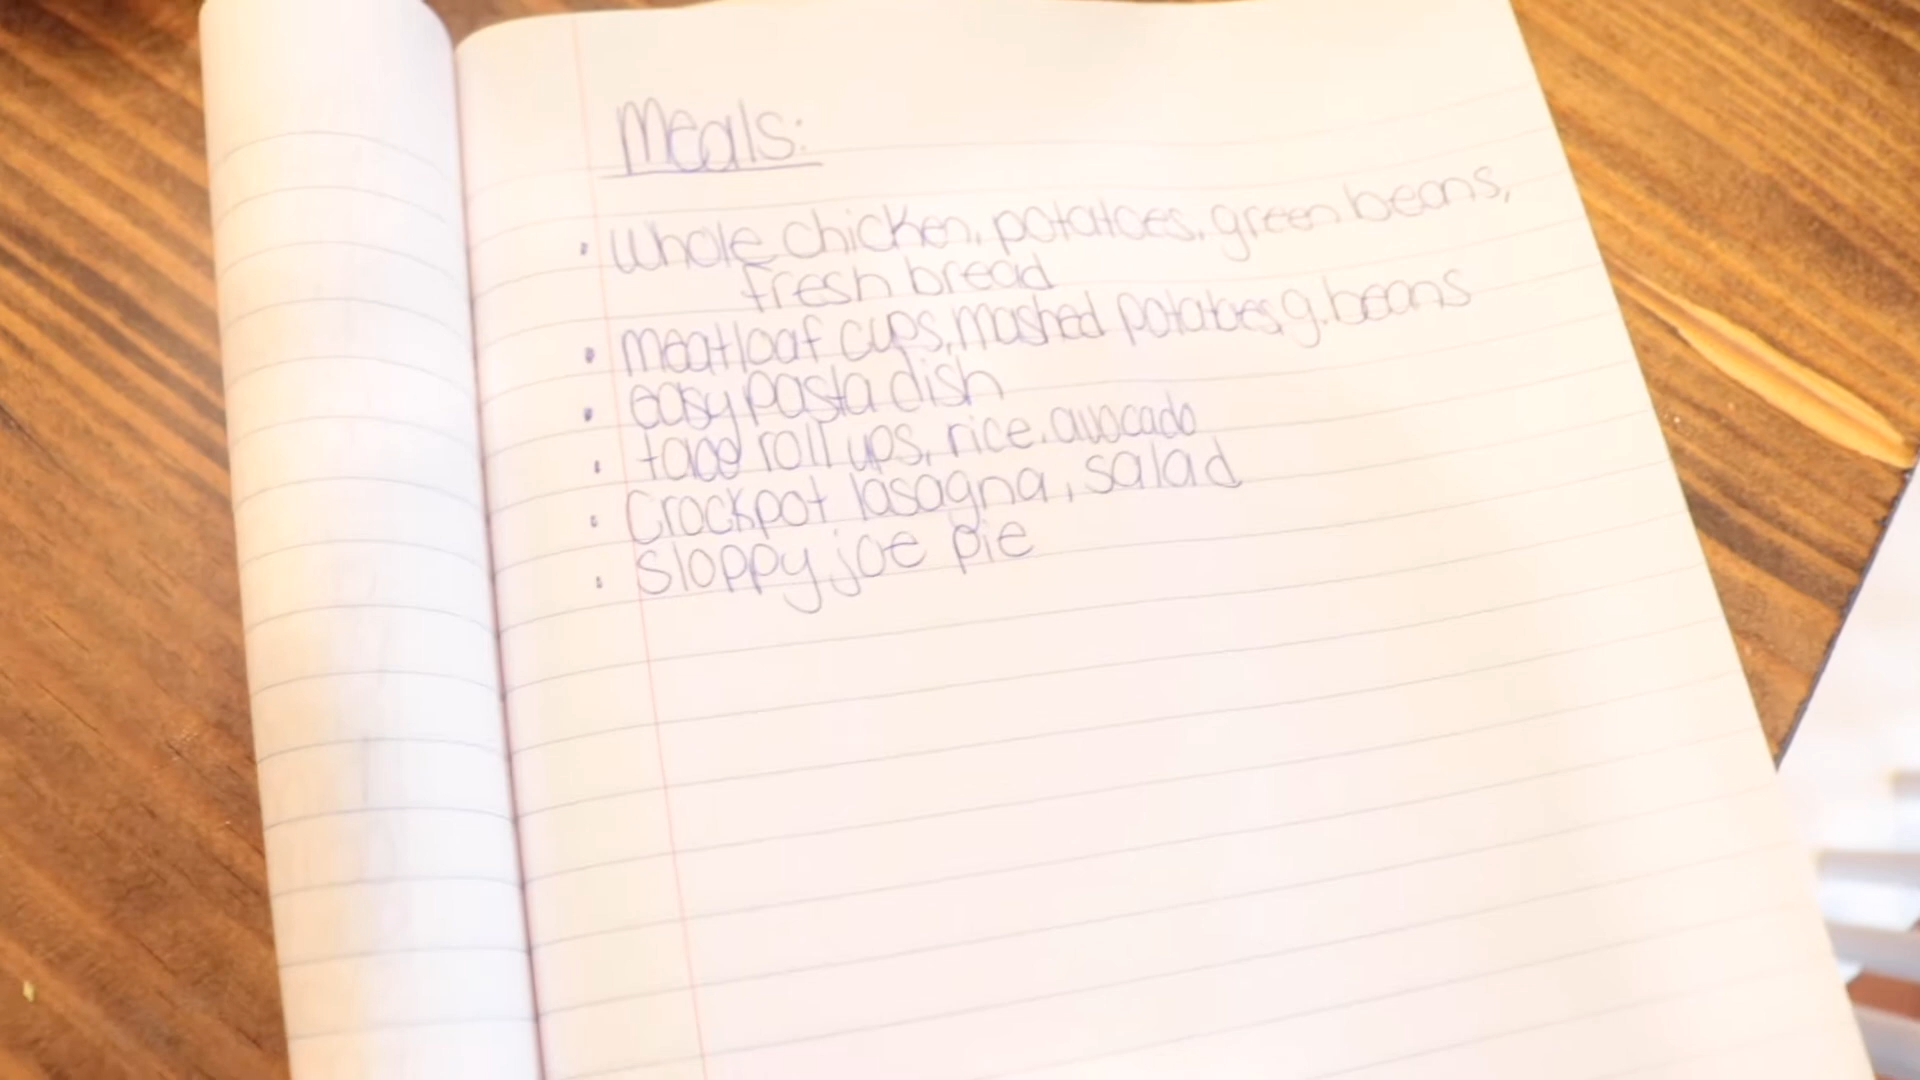 Meals:
• Whole chicken, potatoes, green beans,
fresh bread
• meatloaf cups, mashed potatoes, g. beans
• easy pasta dish
• taco roll ups, rice, avocado
• Crockpot lasagna, salad
• sloppy joe pie